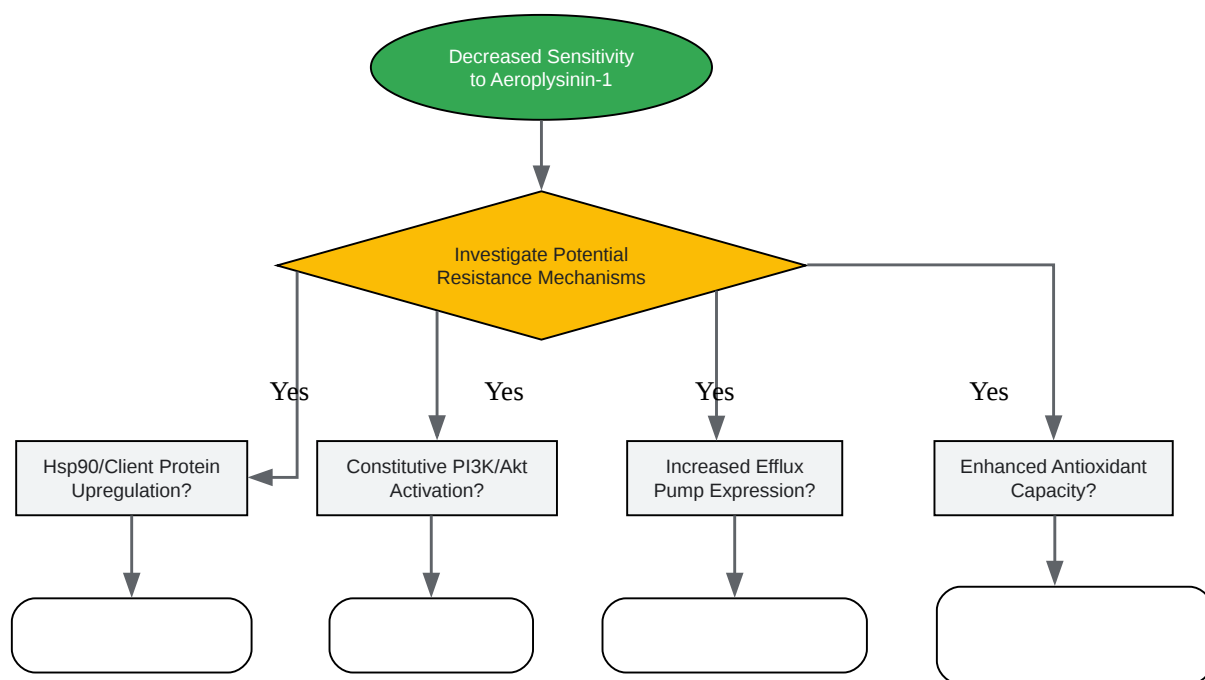 Decreased Sensitivity
to Aeroplysinin-1
Investigate Potential
Resistance Mechanisms
Yes
Yes
Yes
Yes
Hsp90/Client Protein
Upregulation?
Constitutive PI3K/Akt
Activation?
Increased Efflux
Pump Expression?
Enhanced Antioxidant
Capacity?